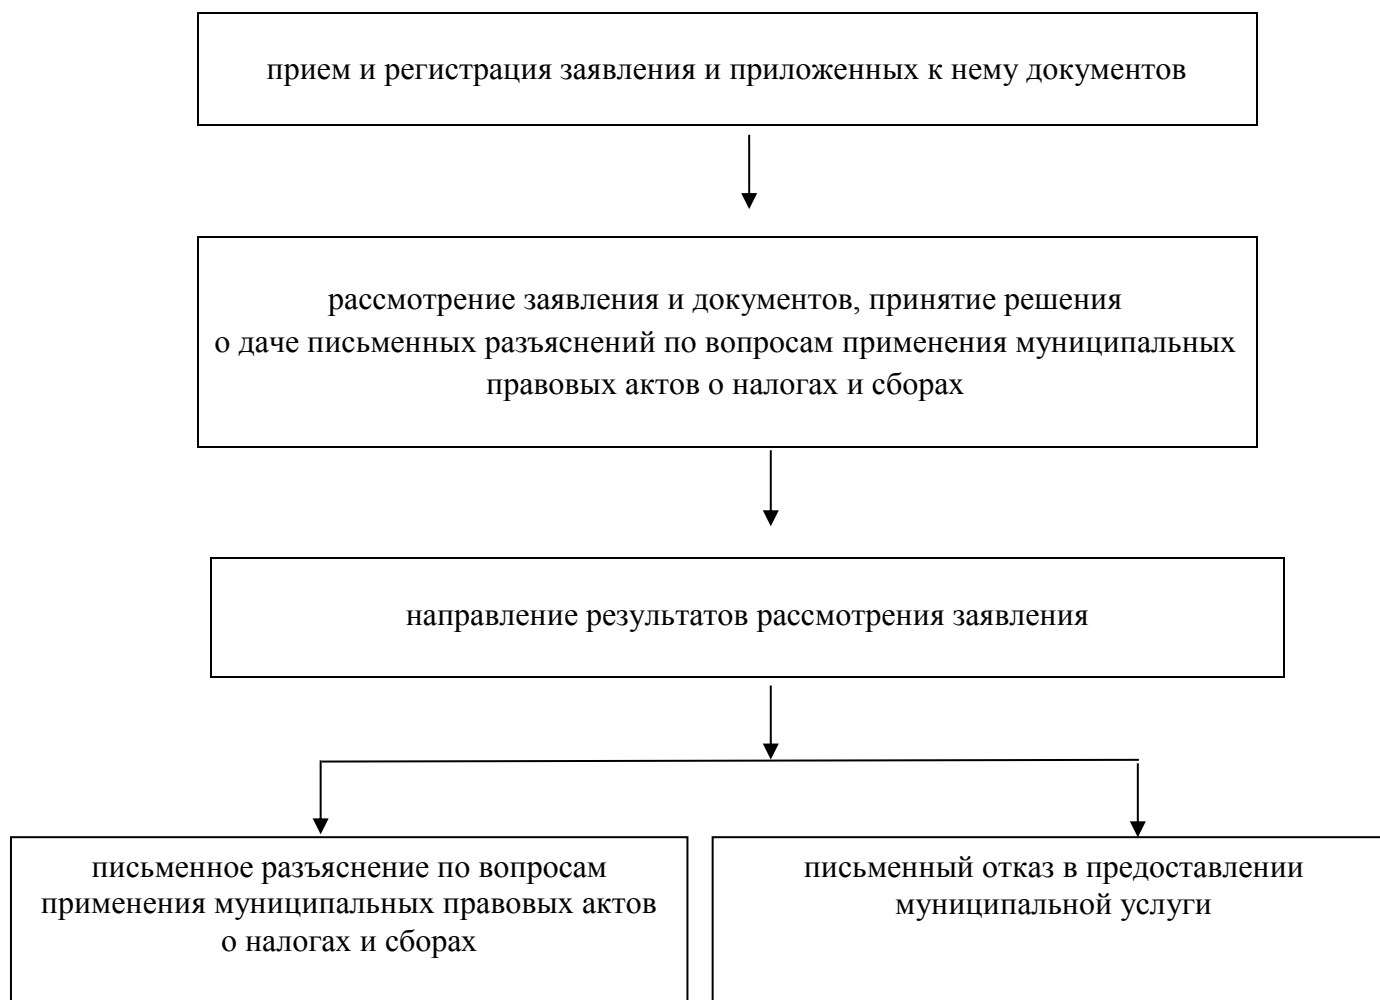 прием и регистрация заявления и приложенных к нему документов
рассмотрение заявления и документов, принятие решения
о даче письменных разъяснений по вопросам применения муниципальных
правовых актов о налогах и сборах
направление результатов рассмотрения заявления
письменное разъяснение по вопросам
применения муниципальных правовых актов
о налогах и сборах
письменный отказ в предоставлении
муниципальной услуги